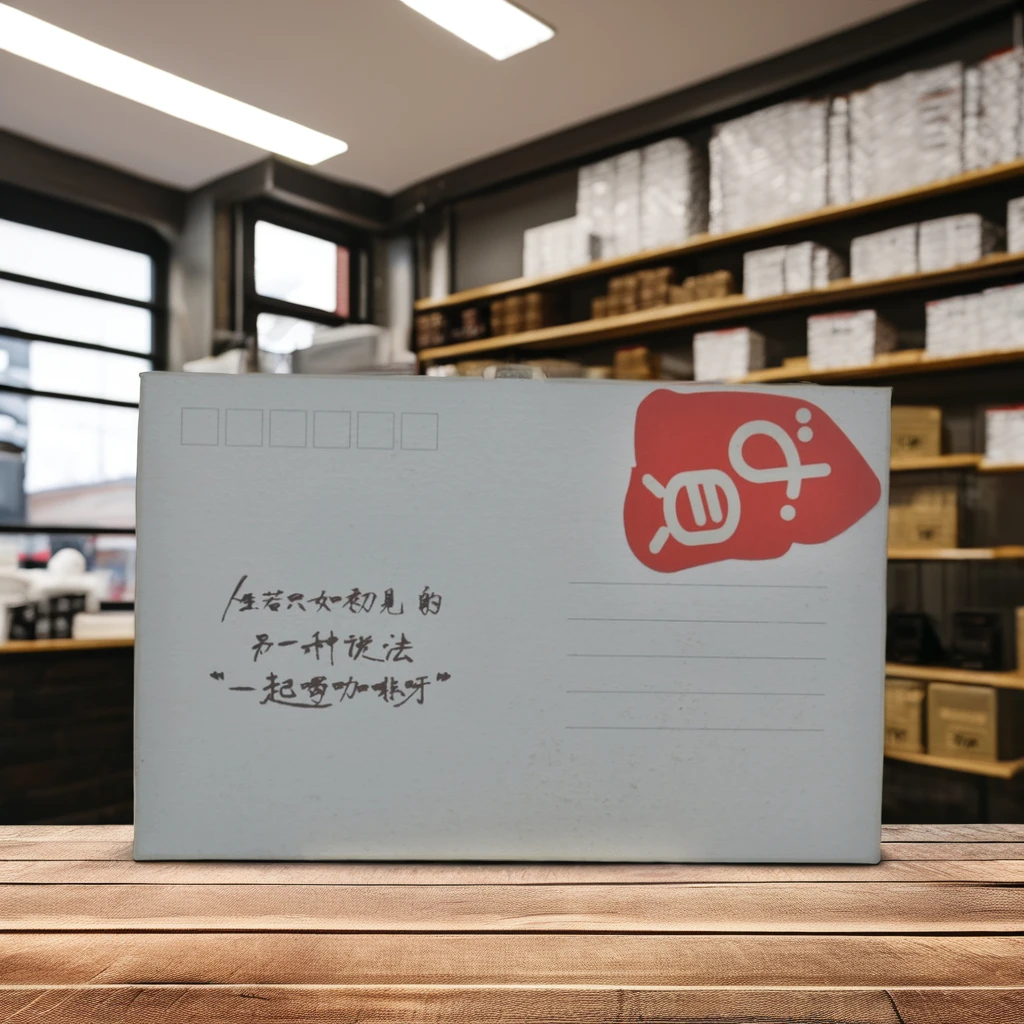 人生若只如初见 的
另一种说法
“一起喝咖啡呀”